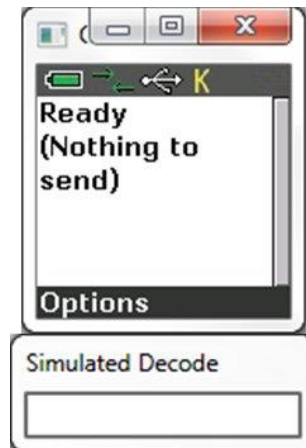 K
Ready
(Nothing to
send)
Options
Simulated Decode